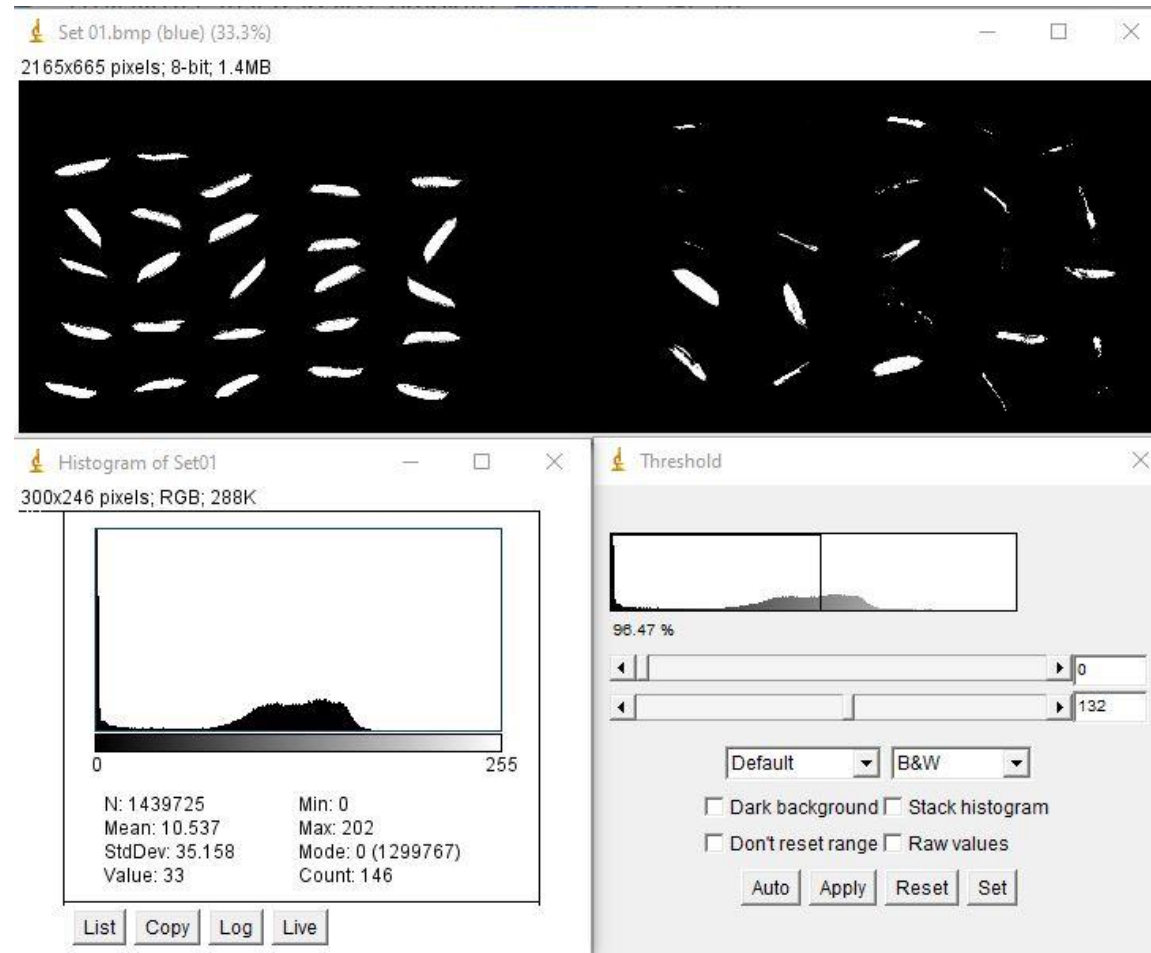 Set 01.bmp (blue) (33.3%)
2165x665 pixels; 8-bit; 1.4MB
Histogram of Set01
300x246 pixels; RGB; 288K
0 255
N: 1439725 Min: 0
Mean: 10.537 Max: 202
StdDev: 35.158 Mode: 0 (1299767)
Value: 33 Count: 146
List Copy Log Live
Threshold
96.47 %
0
132
Default B&W
Dark background Stack histogram
Don't reset range Raw values
Auto Apply Reset Set